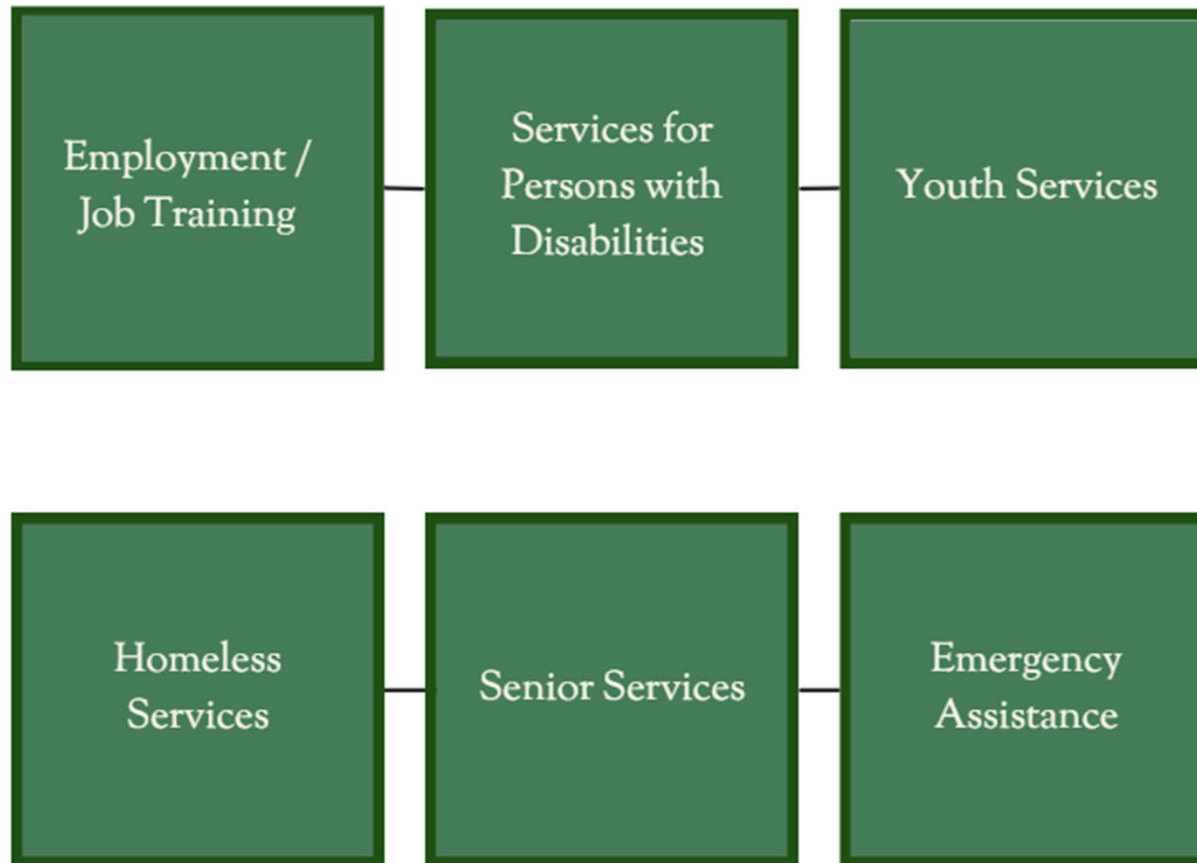 Employment /
Job Training
Services for
Persons with
Disabilities
Youth Services
Homeless
Services
Senior Services
Emergency
Assistance